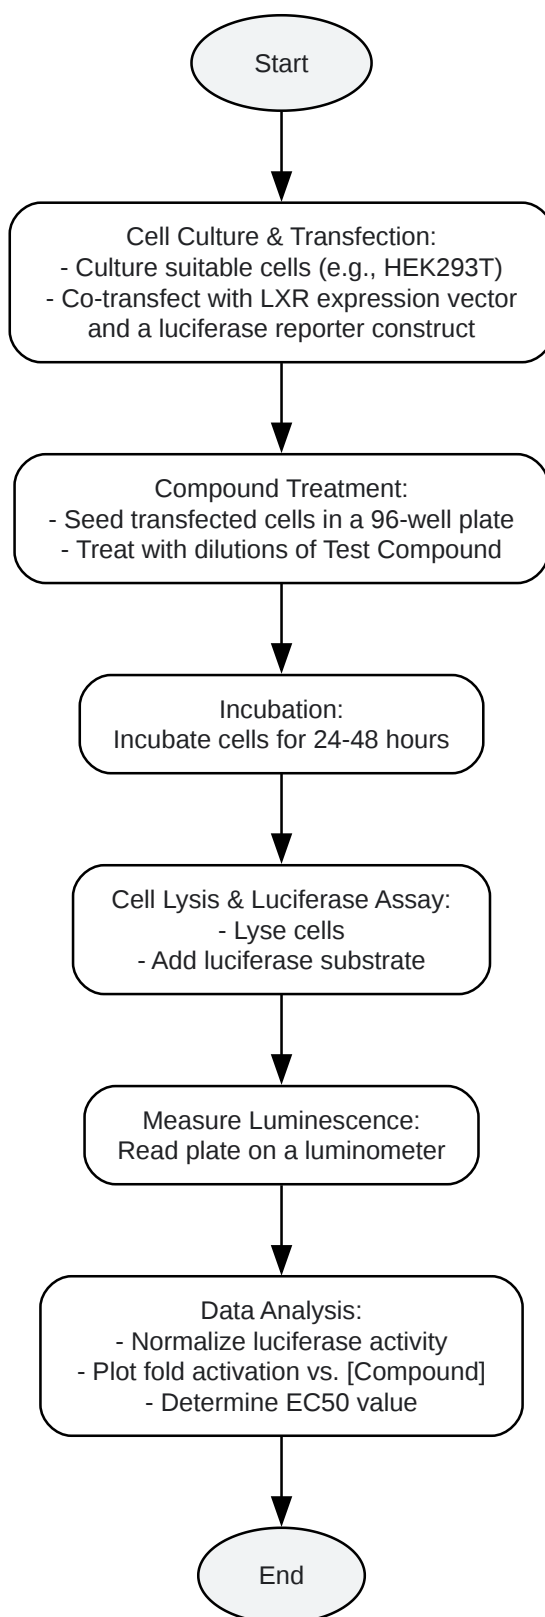 Start
Cell Culture & Transfection:
- Culture suitable cells (e.g., HEK293T)
- Co-transfect with LXR expression vector
and a luciferase reporter construct
Compound Treatment:
- Seed transfected cells in a 96-well plate
- Treat with dilutions of Test Compound
Incubation:
Incubate cells for 24-48 hours
Cell Lysis & Luciferase Assay:
- Lyse cells
- Add luciferase substrate
Measure Luminescence:
Read plate on a luminometer
Data Analysis:
- Normalize luciferase activity
- Plot fold activation vs. [Compound]
- Determine EC50 value
End